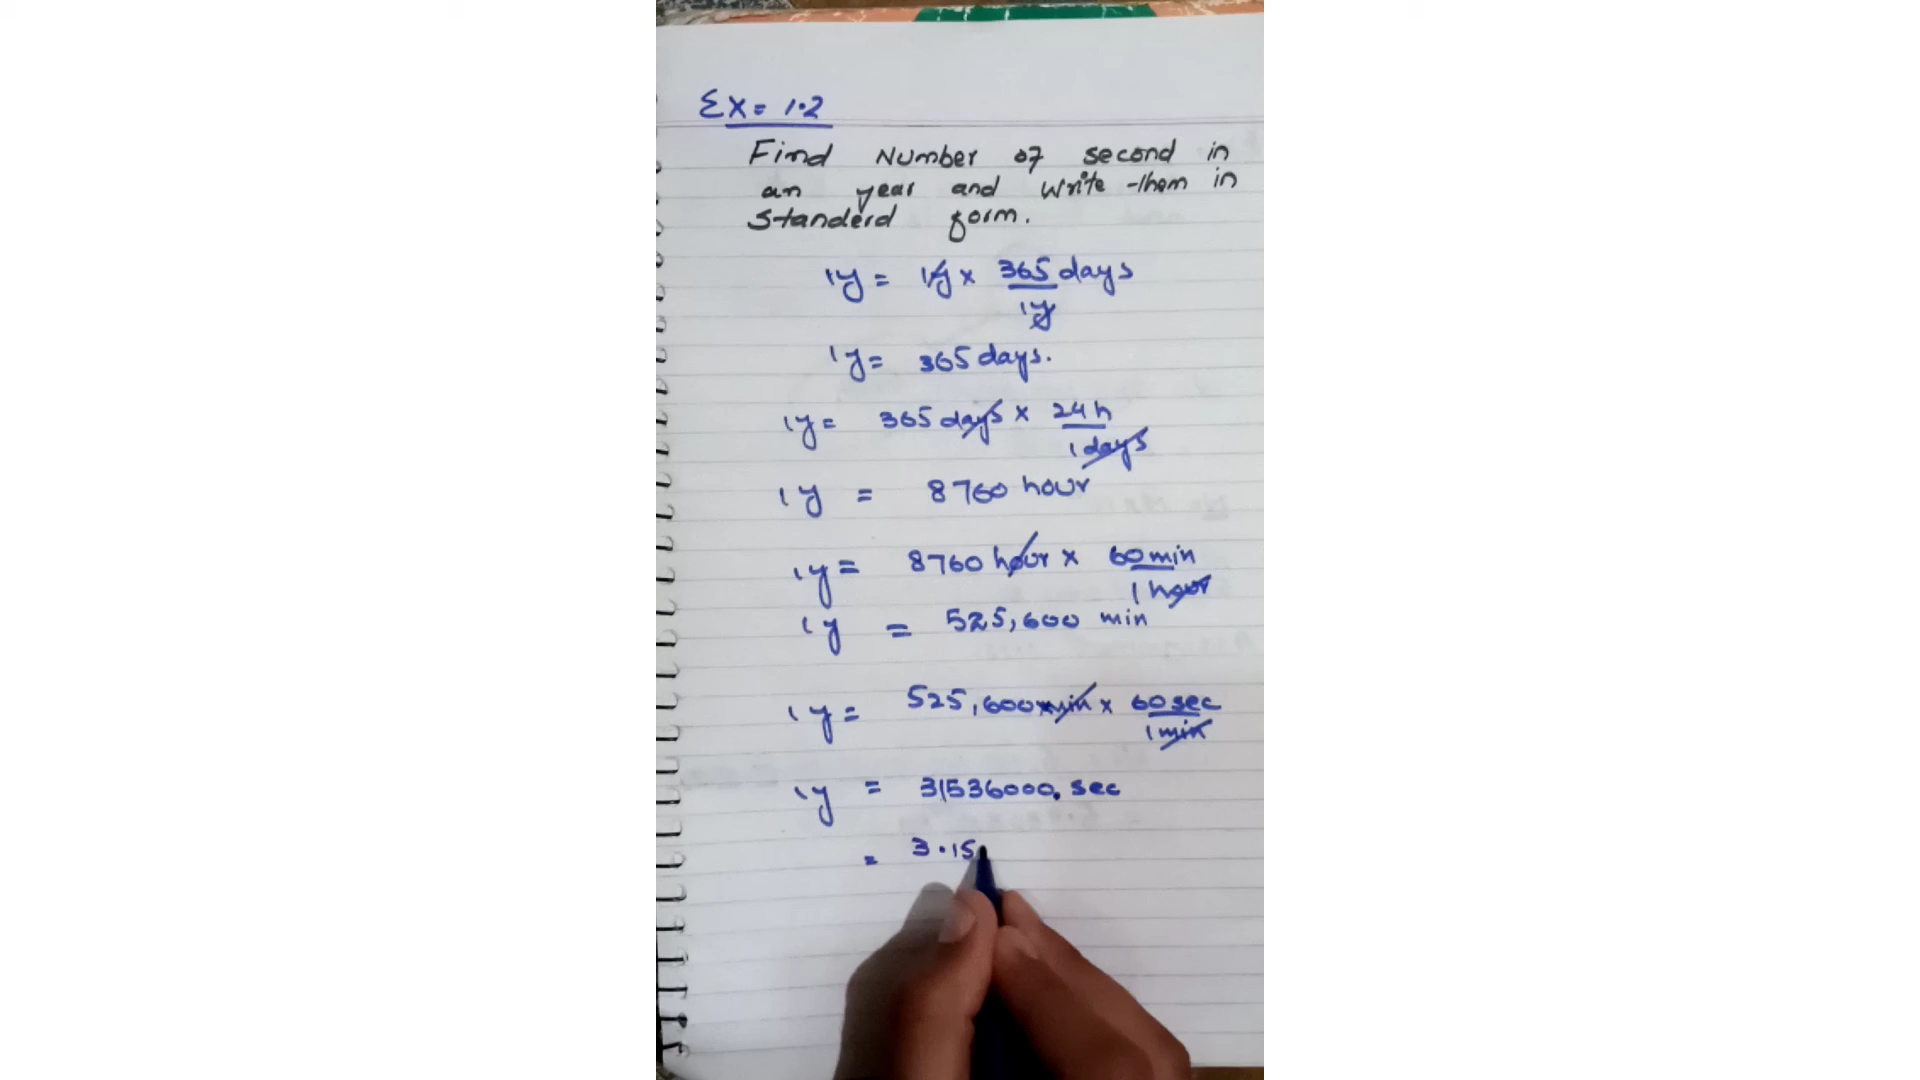 Ex = 1.2
Find Number of second in
an year and write them in
Standerd form.
1y = 1y x 365 days
1y
1y = 365 days.
1y = 365 days x 24 h
1 days
1y = 8760 hour
1y = 8760 hour x 60 min
1 hour
1y = 525,600 min
1y = 525,600 min x 60 sec
1 min
1y = 31536000. sec
= 3.15